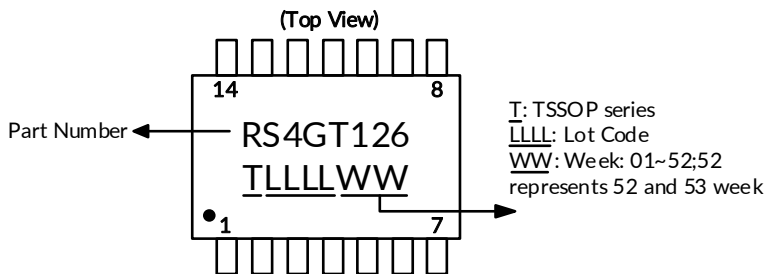 (Top View)
14
8
Part Number
RS4GT126
TLLLLWW
1
7
T: TSSOP series
LLLL: Lot Code
WW: Week: 01~52;52
represents 52 and 53 week